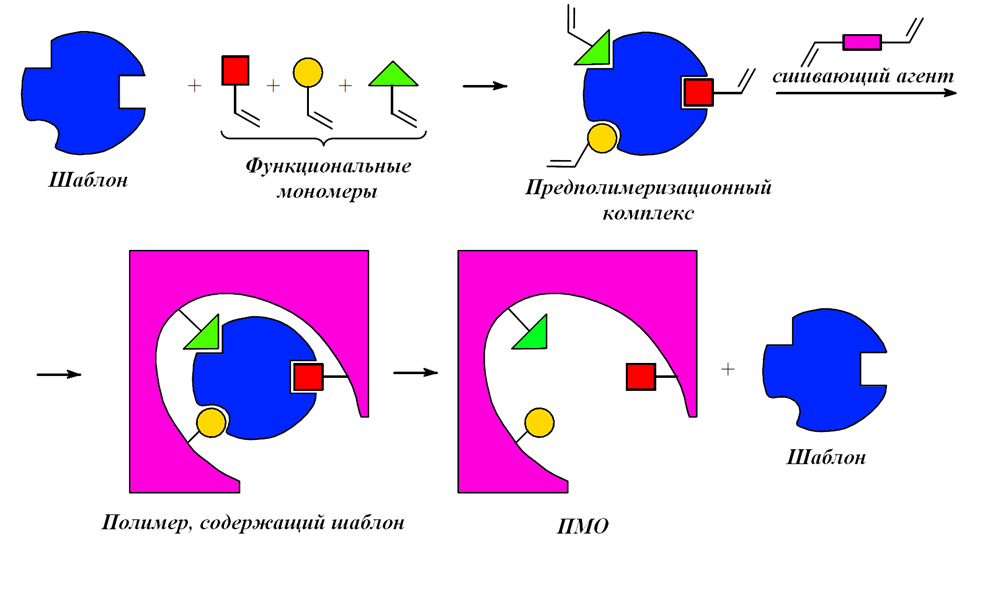 сшивающий агент
Шаблон
Функциональные
мономеры
Предполимеризационный
комплекс
Полимер, содержащий шаблон
ПМО
Шаблон